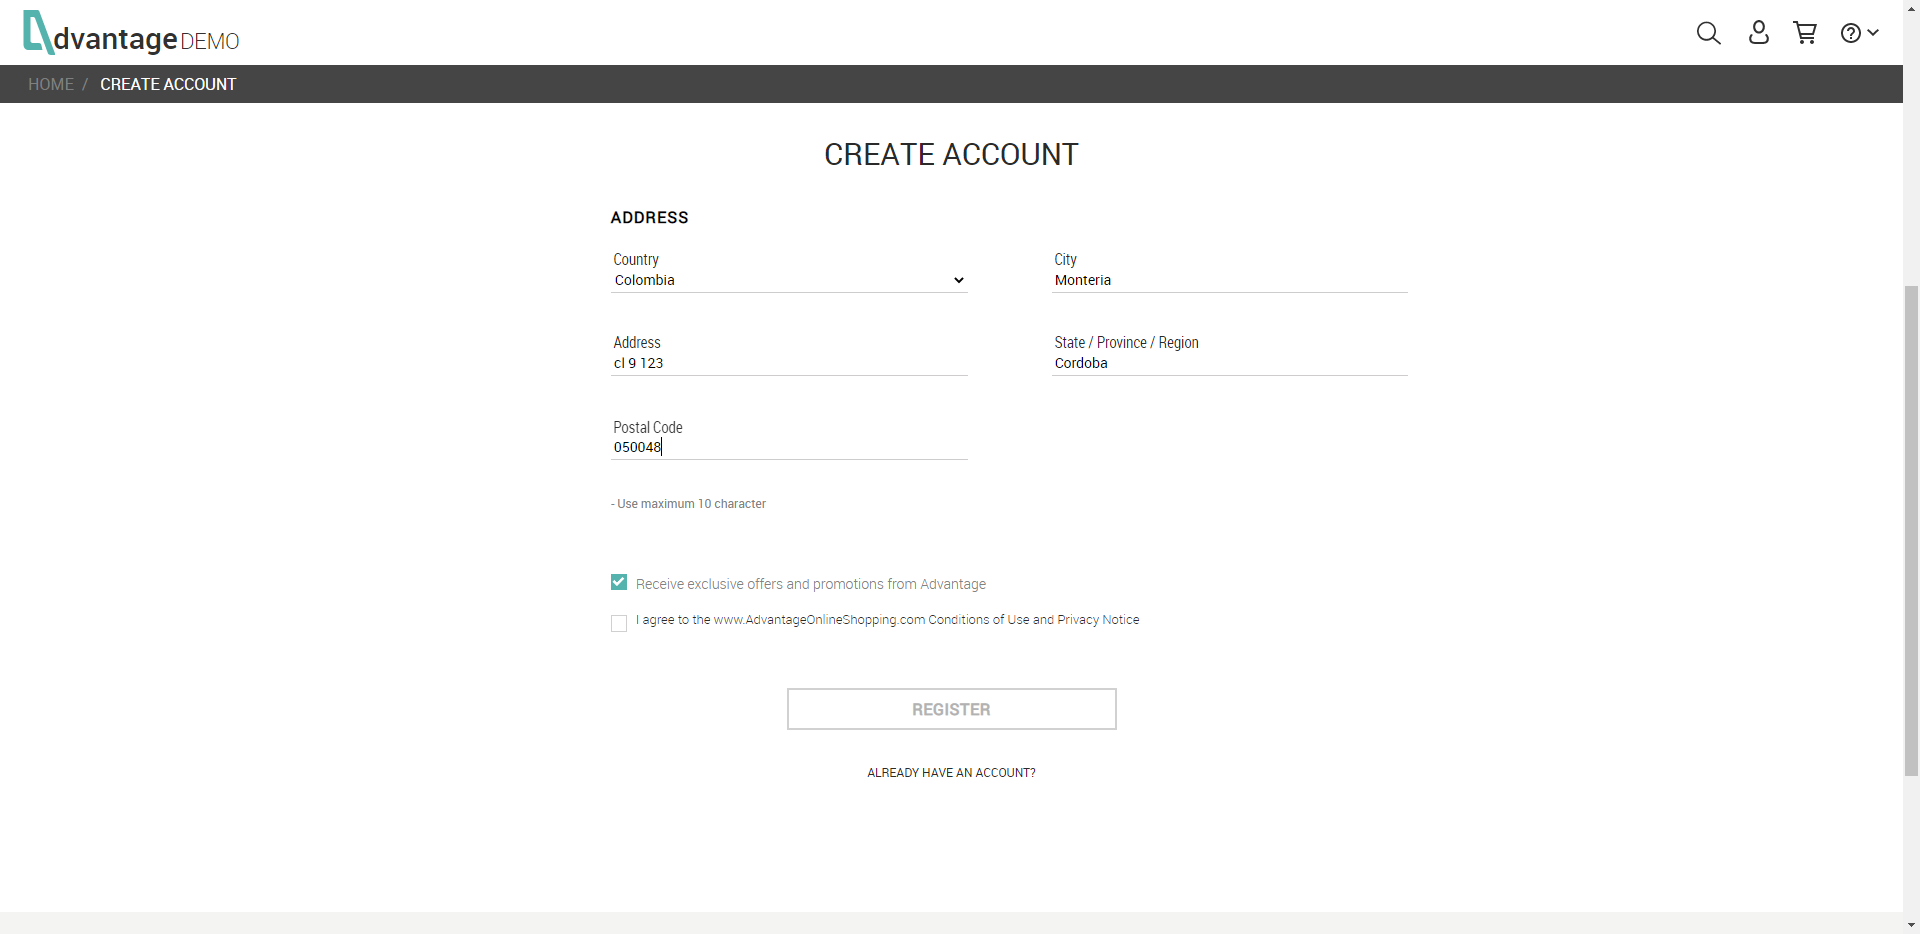 dvantage DEMO
HOME / CREATE ACCOUNT
CREATE ACCOUNT
ADDRESS
Country
Colombia
City
Monteria
Address
cl 9 123
State / Province / Region
Cordoba
Postal Code
050048
- Use maximum 10 character
Receive exclusive offers and promotions from Advantage
I agree to the www.AdvantageOnlineShopping.com Conditions of Use and Privacy Notice
REGISTER
ALREADY HAVE AN ACCOUNT?